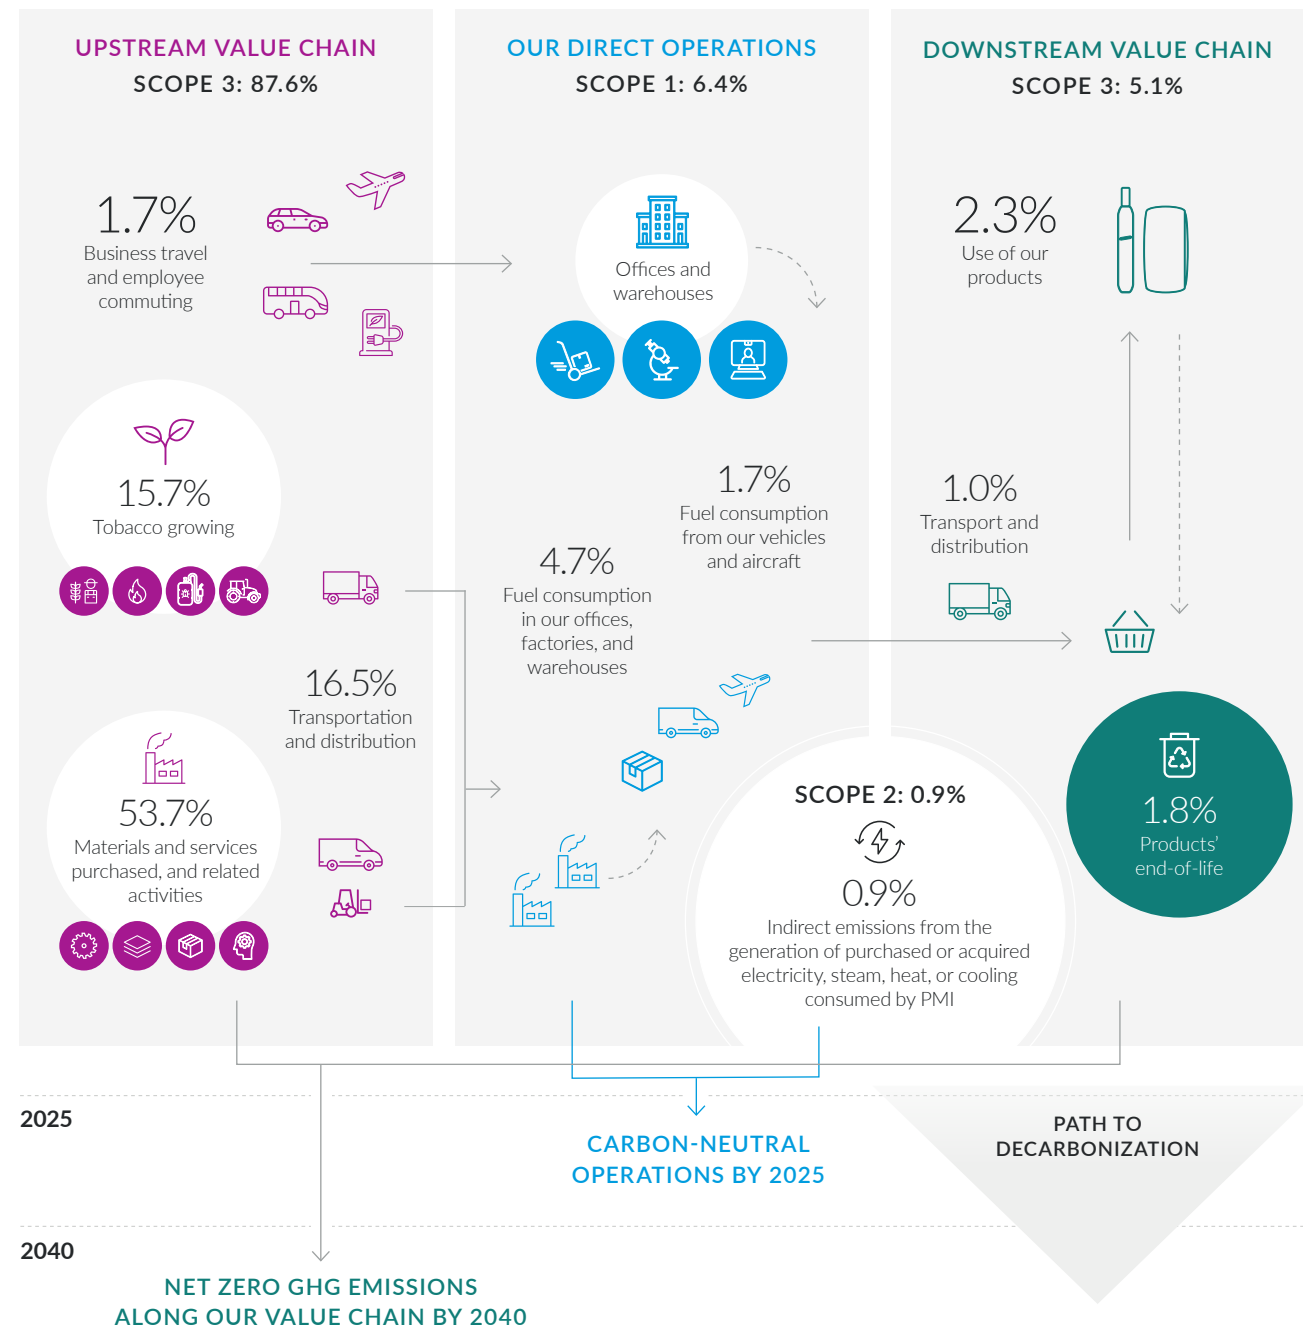 UPSTREAM VALUE CHAIN
SCOPE 3: 87.6%
1.7%
Business travel
and employee
commuting
15.7%
Tobacco growing
16.5%
Transportation
and distribution
53.7%
Materials and services
purchased, and related
activities
OUR DIRECT OPERATIONS
SCOPE 1: 6.4%
Offices and
warehouses
1.7%
Fuel consumption
from our vehicles
and aircraft
4.7%
Fuel consumption
in our offices,
factories, and
warehouses
SCOPE 2: 0.9%
0.9%
Indirect emissions from the
generation of purchased or acquired
electricity, steam, heat, or cooling
consumed by PMI
DOWNSTREAM VALUE CHAIN
SCOPE 3: 5.1%
2.3%
Use of our
products
1.0%
Transport and
distribution
1.8%
Products’
end-of-life
2025
CARBON-NEUTRAL
OPERATIONS BY 2025
PATH TO
DECARBONIZATION
2040
NET ZERO GHG EMISSIONS
ALONG OUR VALUE CHAIN BY 2040